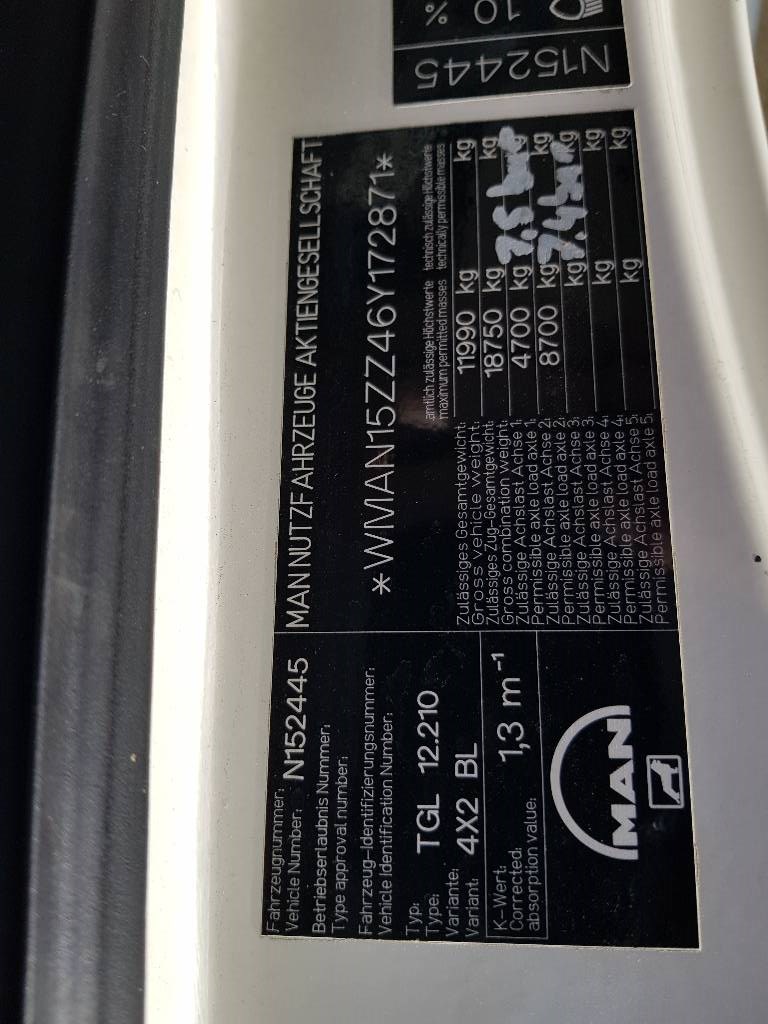 10 %
N152445
Fahrzeugnummer:
Vehicle Number: N152445
Betriebserlaubnis Nummer:
Type approval number:
Fahrzeug-Identifizierungsnummer:
Vehicle Identification Number:
Typ:
Type: TGL 12.210
Variante:
Variant: 4X2 BL
K-Wert:
Corrected:
absorption value: 1,3 m⁻¹
MAN
MAN NUTZFAHRZEUGE AKTIENGESELLSCHAFT
*WMAN15ZZ46Y172871*
amtlich zulässige Höchstwerte technisch zulässige Höchstwerte
maximum permitted masses technically permissible masses
Zulässiges Gesamtgewicht:
Gross Vehicle Weight: 11990 kg kg
Zulässiges Zug-Gesamtgewicht:
Gross combination Weight: 18750 kg kg
Zulässige Achslast Achse 1:
Permissible axle load axle 1: 4700 kg 7.5 bar kg
Zulässige Achslast Achse 2:
Permissible axle load axle 2: 8700 kg 7.4 bar kg
Zulässige Achslast Achse 3:
Permissible axle load axle 3: kg kg
Zulässige Achslast Achse 4:
Permissible axle load axle 4: kg kg
Zulässige Achslast Achse 5:
Permissible axle load axle 5: kg kg